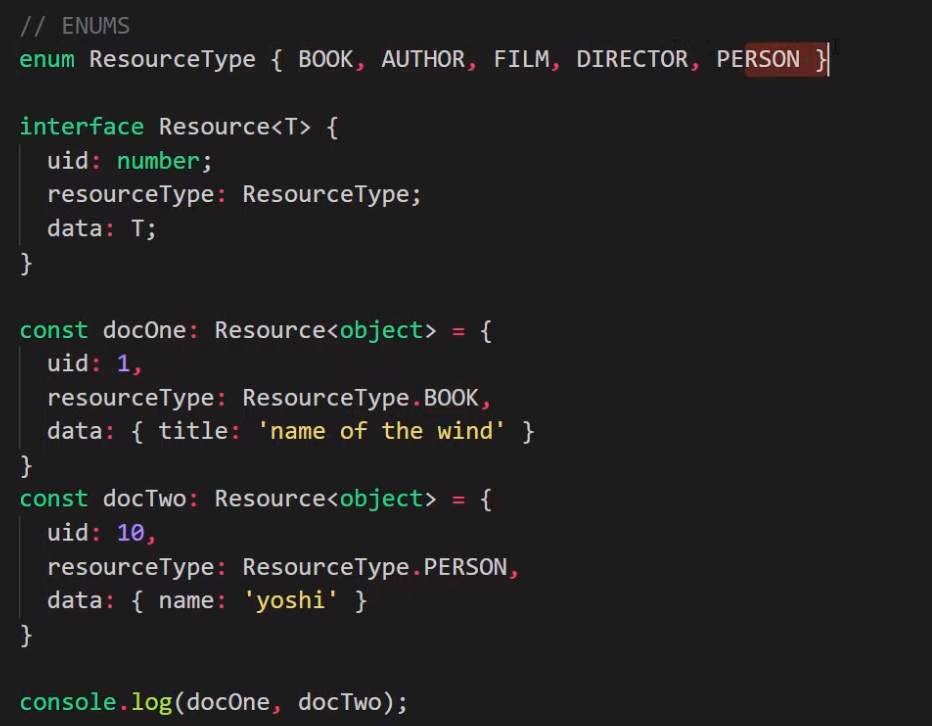 // ENUMS
enum ResourceType { BOOK, AUTHOR, FILM, DIRECTOR, PERSON }
interface Resource<T> {
uid: number;
resourceType: ResourceType;
data: T;
}
const docOne: Resource<object> = {
uid: 1,
resourceType: ResourceType.BOOK,
data: { title: 'name of the wind' }
}
const docTwo: Resource<object> = {
uid: 10,
resourceType: ResourceType.PERSON,
data: { name: 'yoshi' }
}
console.log(docOne, docTwo);